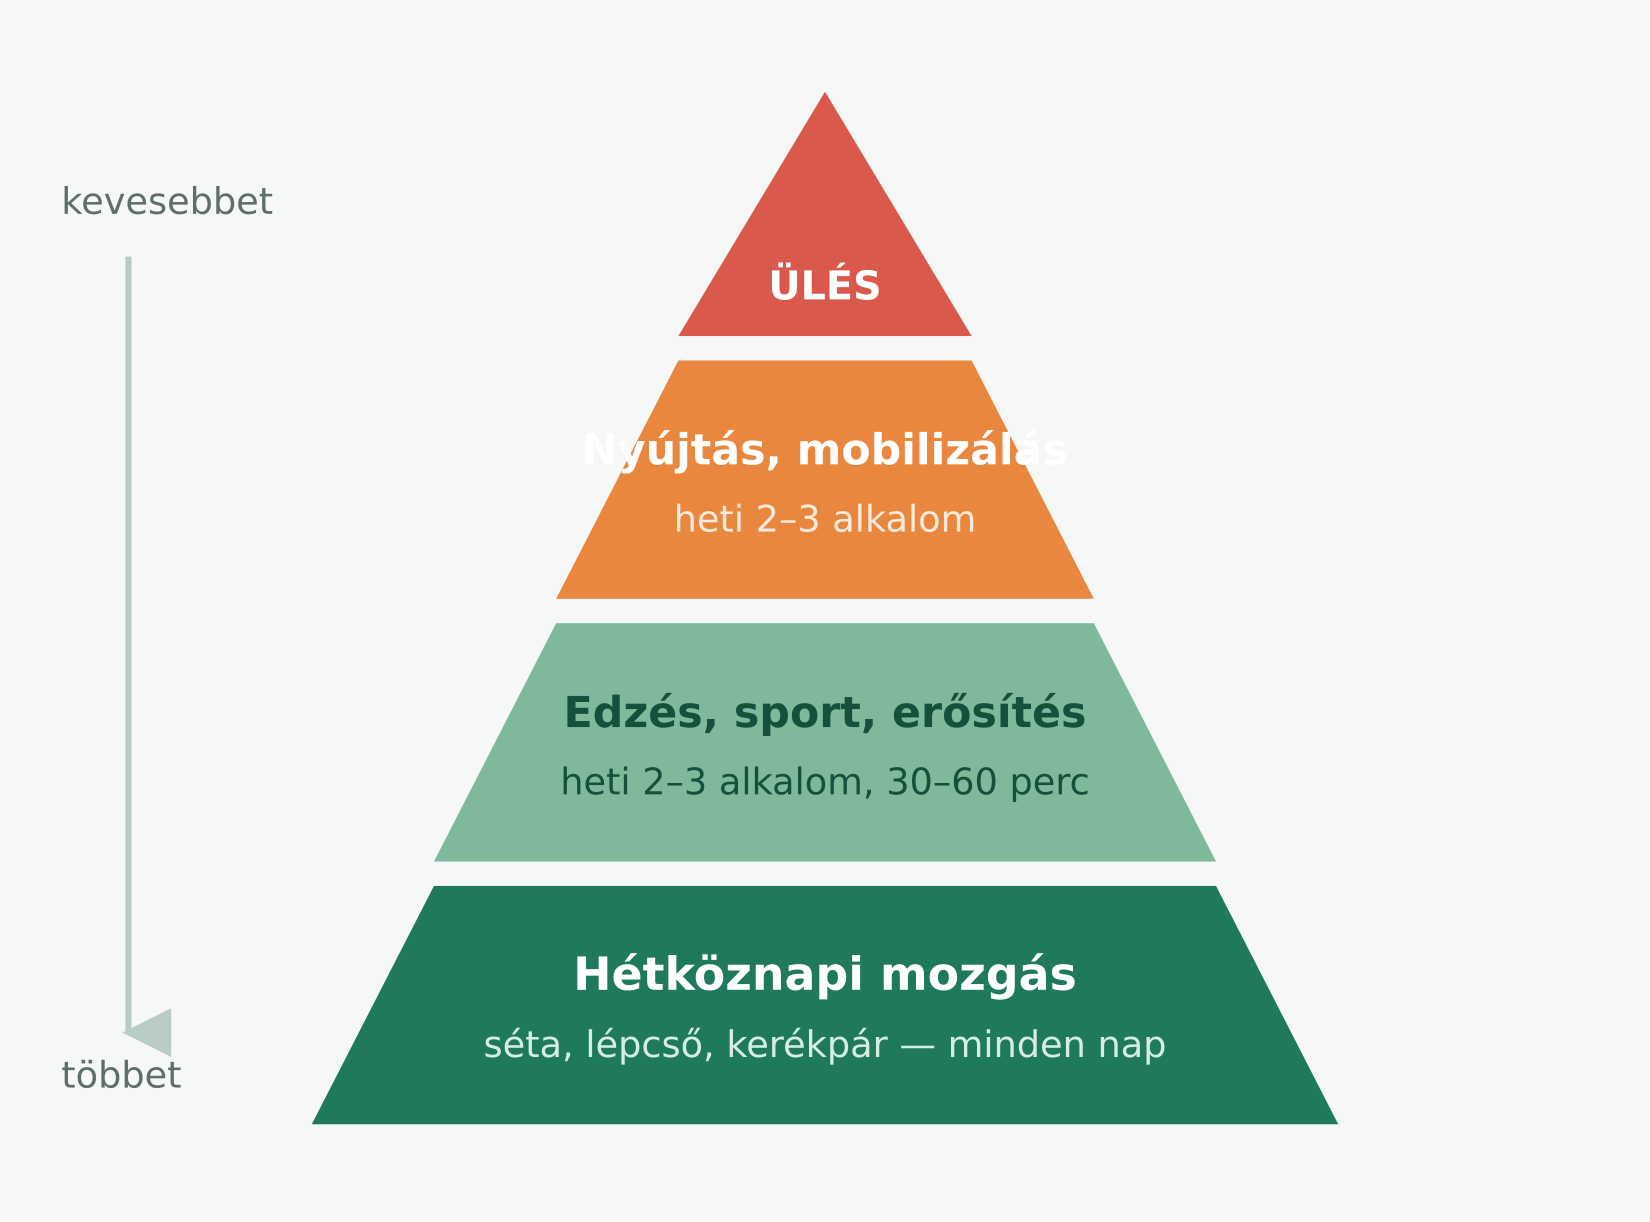 kevesebbet
ÜLÉS
Nyújtás, mobilizálás
heti 2–3 alkalom
Edzés, sport, erősítés
heti 2–3 alkalom, 30–60 perc
Hétköznapi mozgás
séta, lépcső, kerékpár — minden nap
többet